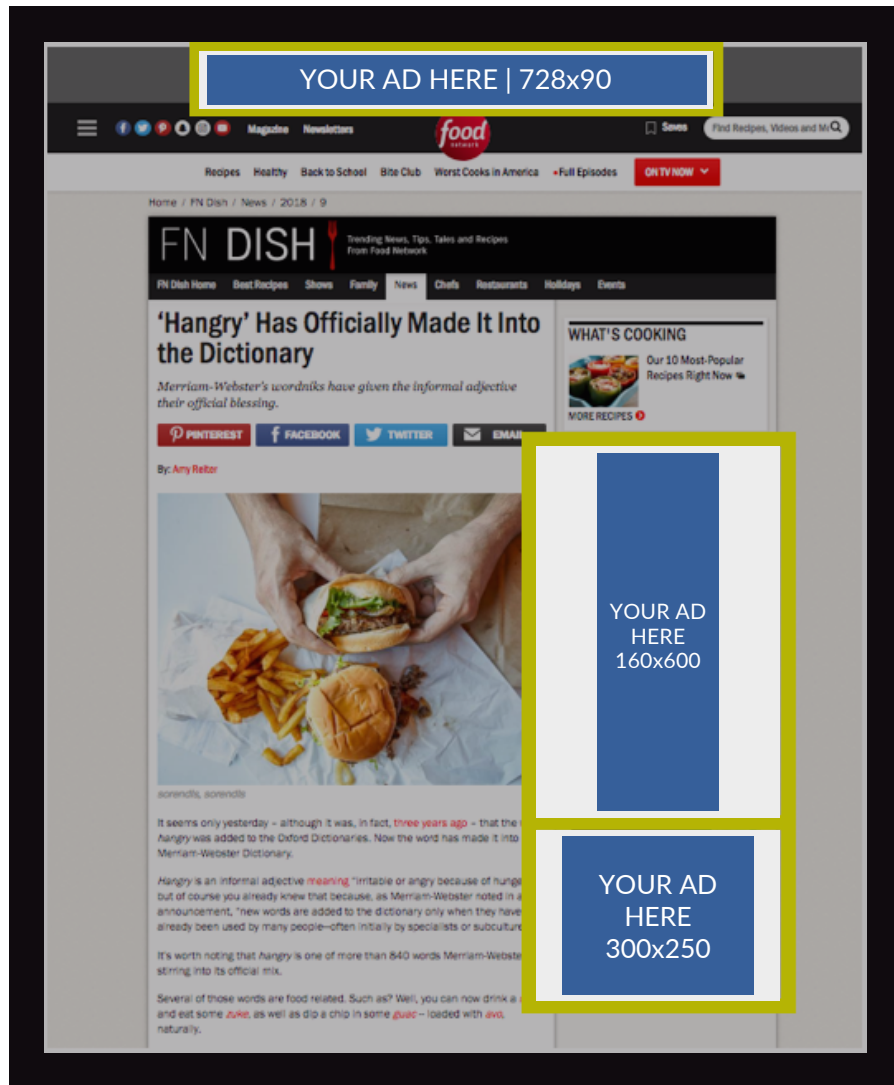 YOUR AD HERE | 728x90
Magazine Newsletters
food
network
Saves
Find Recipes, Videos and Mo
Recipes Healthy Back to School Bite Club Worst Cooks in America •Full Episodes ON TV NOW
Home / FN Dish / News / 2018 / 9
FN DISH
Trending News, Tips, Tales and Recipes
From Food Network
FN Dish Home Best Recipes Shows Family News Chefs Restaurants Holidays Events
‘Hangry’ Has Officially Made It Into
the Dictionary
Merriam-Webster's wordniks have given the informal adjective
their official blessing.
PINTEREST FACEBOOK TWITTER EMAIL
By: Amy Reiter
WHAT'S COOKING
Our 10 Most-Popular
Recipes Right Now
MORE RECIPES
YOUR AD
HERE
160x600
YOUR AD
HERE
300x250
sorendls, sorendls
It seems only yesterday – although it was, in fact, three years ago – that the
hangry was added to the Oxford Dictionaries. Now the word has made it into
Merriam-Webster Dictionary.
Hangry is an informal adjective meaning "irritable or angry because of hunge
but of course you already knew that because, as Merriam-Webster noted in a
announcement, "new words are added to the dictionary only when they have
already been used by many people—often initially by specialists or subculture
It's worth noting that hangry is one of more than 840 words Merriam-Webste
stirring into its official mix.
Several of those words are food related. Such as? Well, you can now drink a
and eat some zuke, as well as dip a chip in some guac – loaded with avo,
naturally.